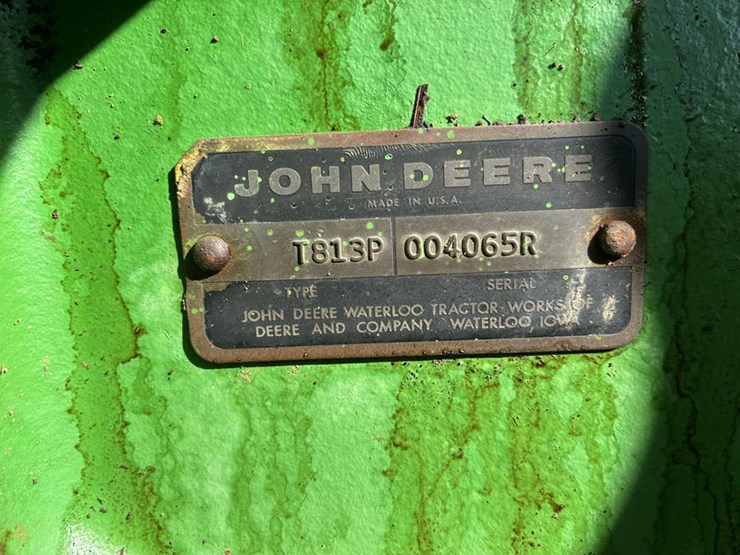 JOHN DEERE
MADE IN U.S.A.
T813P 004065R
TYPE SERIAL
JOHN DEERE WATERLOO TRACTOR WORKS OF
DEERE AND COMPANY WATERLOO IOWA